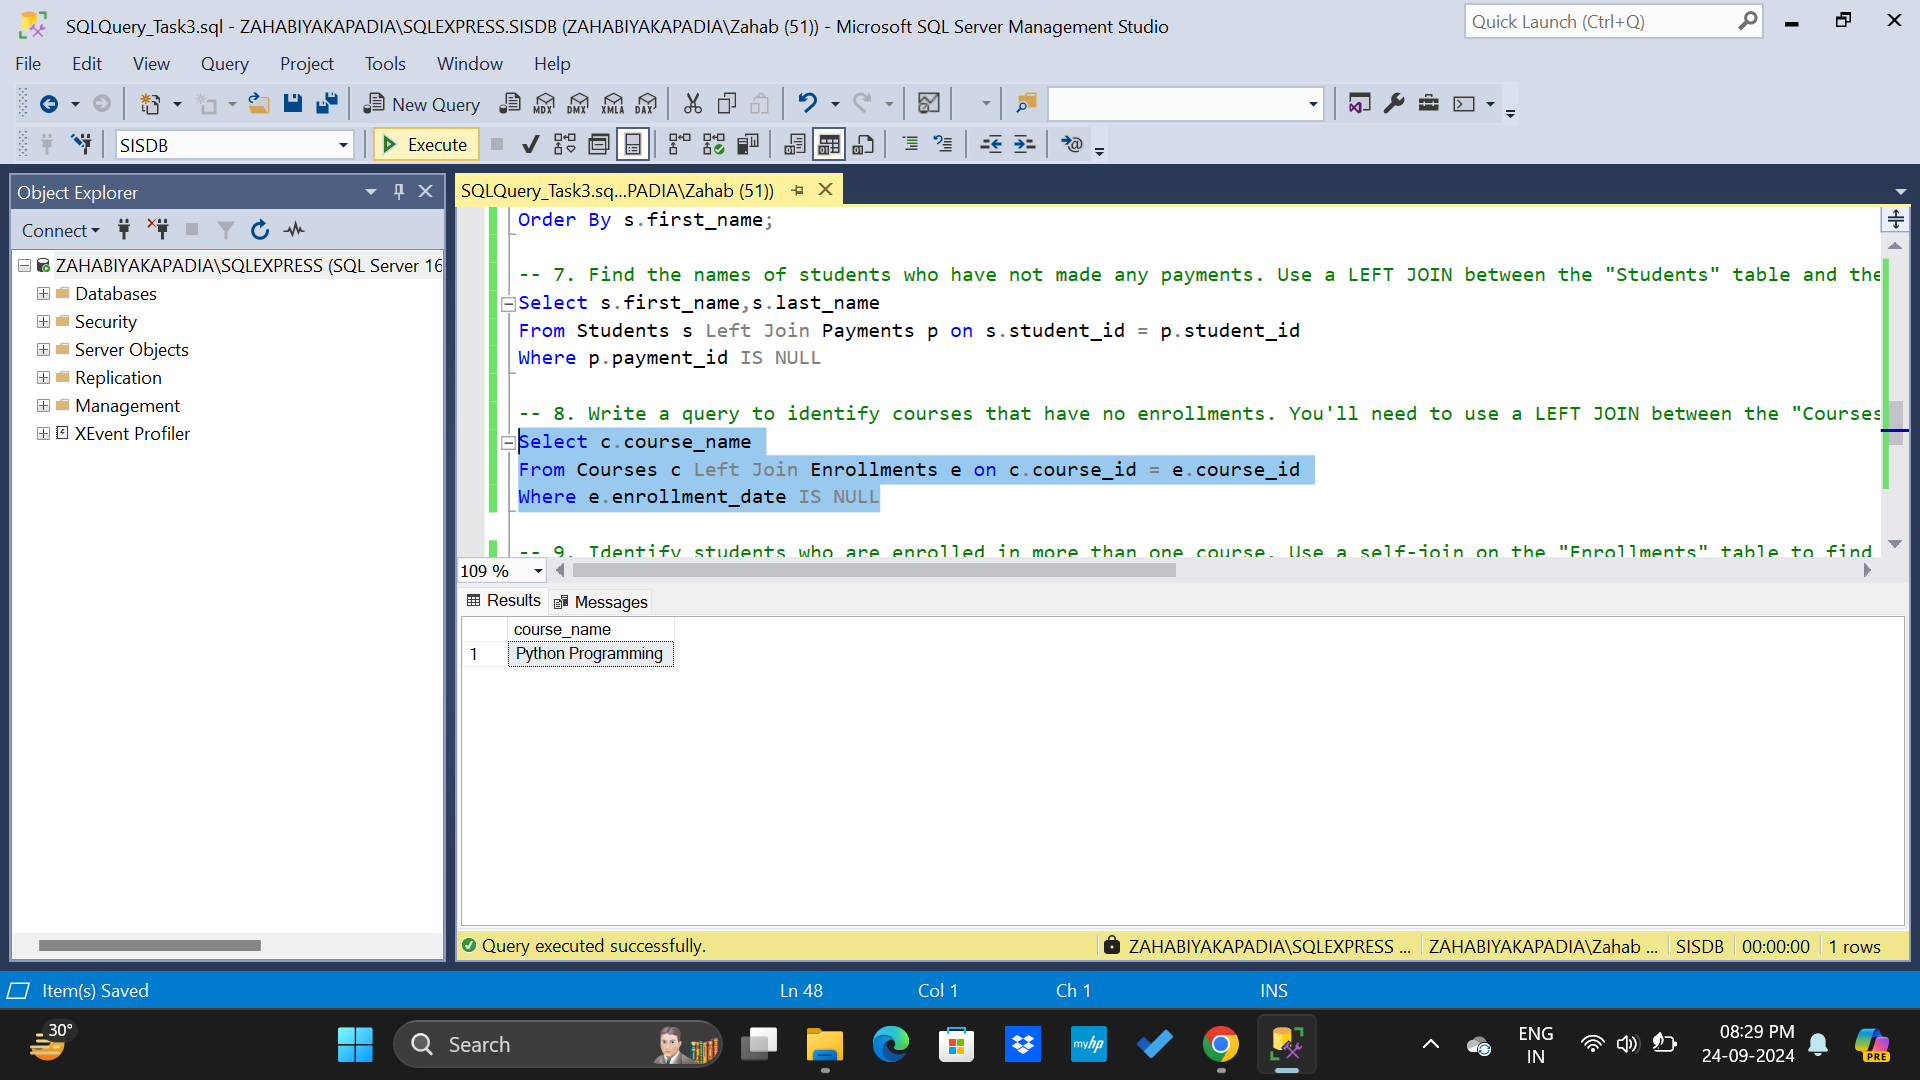 SQLQuery_Task3.sql - ZAHABIYAKAPADIA\SQLEXPRESS.SISDB (ZAHABIYAKAPADIA\Zahab (51)) - Microsoft SQL Server Management Studio
Quick Launch (Ctrl+Q)
File Edit View Query Project Tools Window Help
New Query MDX DMX XMLA DAX
SISDB Execute
Object Explorer
Connect
ZAHABIYAKAPADIA\SQLEXPRESS (SQL Server 16
Databases
Security
Server Objects
Replication
Management
XEvent Profiler
SQLQuery_Task3.sq...PADIA\Zahab (51))
Order By s.first_name;
-- 7. Find the names of students who have not made any payments. Use a LEFT JOIN between the "Students" table and the
Select s.first_name,s.last_name
From Students s Left Join Payments p on s.student_id = p.student_id
Where p.payment_id IS NULL
-- 8. Write a query to identify courses that have no enrollments. You'll need to use a LEFT JOIN between the "Courses
Select c.course_name
From Courses c Left Join Enrollments e on c.course_id = e.course_id
Where e.enrollment_date IS NULL
-- 9. Identify students who are enrolled in more than one course. Use a self-join on the "Enrollments" table to find
109 %
Results Messages
course_name
1 Python Programming
Query executed successfully.
ZAHABIYAKAPADIA\SQLEXPRESS ... ZAHABIYAKAPADIA\Zahab ... SISDB 00:00:00 1 rows
Item(s) Saved Ln 48 Col 1 Ch 1 INS
30°
Search
myhp
ENG
IN
08:29 PM
24-09-2024
PRE